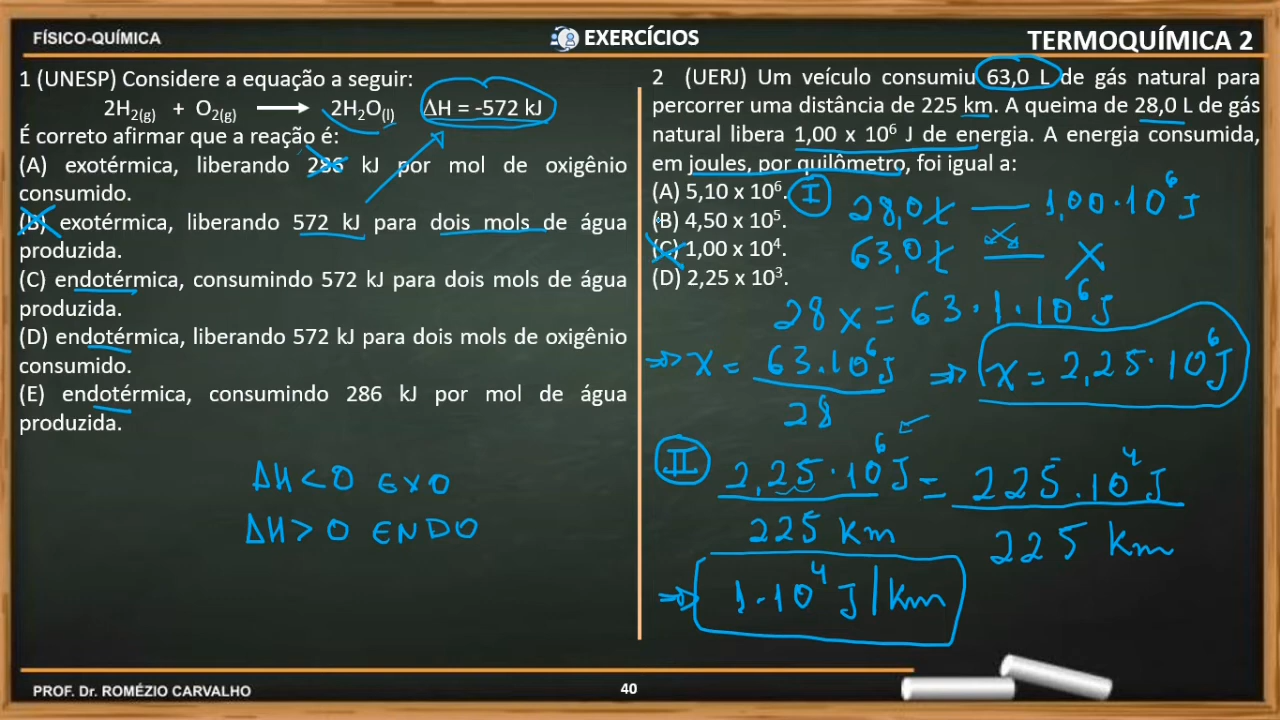 FÍSICO-QUÍMICA
EXERCÍCIOS
TERMOQUÍMICA 2
1 (UNESP) Considere a equação a seguir:
2H2(g) + O2(g) ⟶ 2H2O(l) ΔH = -572 kJ
É correto afirmar que a reação é:
(A) exotérmica, liberando 286 kJ por mol de oxigênio
consumido.
(B) exotérmica, liberando 572 kJ para dois mols de água
produzida.
(C) endotérmica, consumindo 572 kJ para dois mols de água
produzida.
(D) endotérmica, liberando 572 kJ para dois mols de oxigênio
consumido.
(E) endotérmica, consumindo 286 kJ por mol de água
produzida.
ΔH < 0 EXO
ΔH > 0 ENDO
2 (UERJ) Um veículo consumiu 63,0 L de gás natural para
percorrer uma distância de 225 km. A queima de 28,0 L de gás
natural libera 1,00 x 10⁶ J de energia. A energia consumida,
em joules, por quilômetro, foi igual a:
(A) 5,10 x 10⁶.
(B) 4,50 x 10⁵.
(C) 1,00 x 10⁴.
(D) 2,25 x 10³.
I 28,0 L — 1,00·10⁶ J
63,0 L — X
28 X = 63·1·10⁶ J
⇒ X = 63·10⁶ J / 28 ⇒ X = 2,25·10⁶ J
II 2,25·10⁶ J / 225 Km = 225·10⁴ J / 225 Km
⇒ 1·10⁴ J/Km
PROF. Dr. ROMÉZIO CARVALHO
40